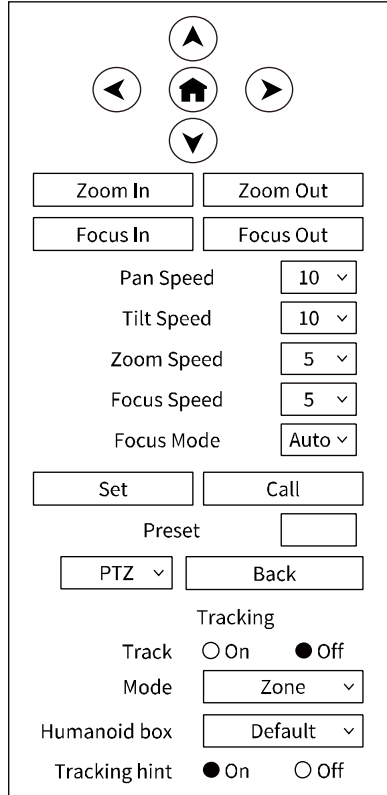 Zoom In Zoom Out
Focus In Focus Out
Pan Speed 10
Tilt Speed 10
Zoom Speed 5
Focus Speed 5
Focus Mode Auto
Set Call
Preset
PTZ Back
Tracking
Track On Off
Mode Zone
Humanoid box Default
Tracking hint On Off